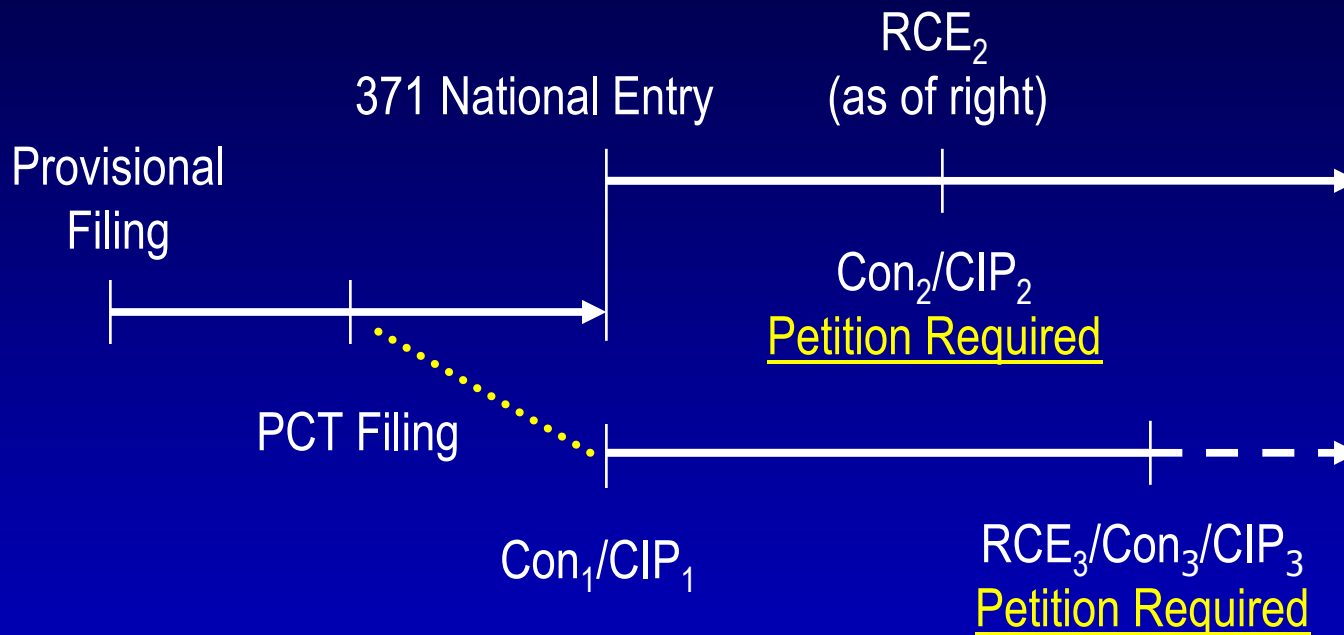 RCE₂
(as of right)
371 National Entry
Provisional
Filing
Con₂/CIP₂
Petition Required
PCT Filing
Con₁/CIP₁
RCE₃/Con₃/CIP₃
Petition Required